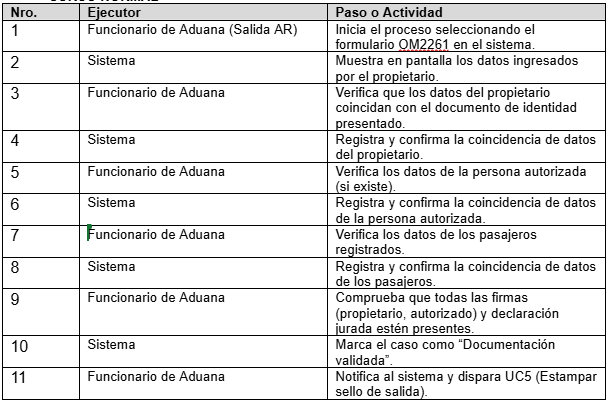 Nro. Ejecutor Paso o Actividad
1 Funcionario de Aduana (Salida AR) Inicia el proceso seleccionando el
formulario OM2261 en el sistema.
2 Sistema Muestra en pantalla los datos ingresados
por el propietario.
3 Funcionario de Aduana Verifica que los datos del propietario
coincidan con el documento de identidad
presentado.
4 Sistema Registra y confirma la coincidencia de datos
del propietario.
5 Funcionario de Aduana Verifica los datos de la persona autorizada
(si existe).
6 Sistema Registra y confirma la coincidencia de datos
de la persona autorizada.
7 Funcionario de Aduana Verifica los datos de los pasajeros
registrados.
8 Sistema Registra y confirma la coincidencia de datos
de los pasajeros.
9 Funcionario de Aduana Comprueba que todas las firmas
(propietario, autorizado) y declaración
jurada estén presentes.
10 Sistema Marca el caso como “Documentación
validada”.
11 Funcionario de Aduana Notifica al sistema y dispara UC5 (Estampar
sello de salida).